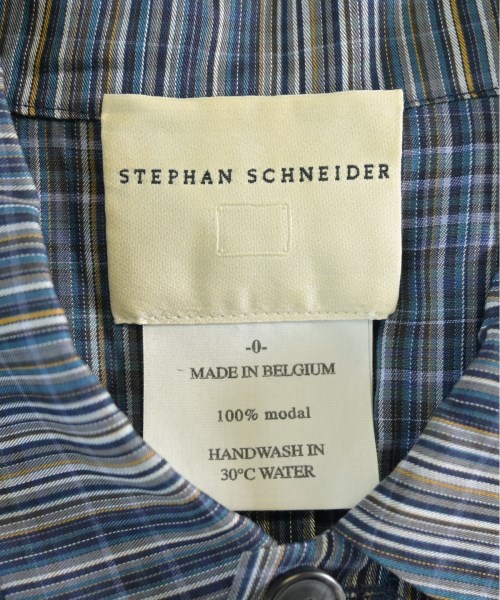 STEPHAN SCHNEIDER
-0-
MADE IN BELGIUM
100% modal
HANDWASH IN
30°C WATER